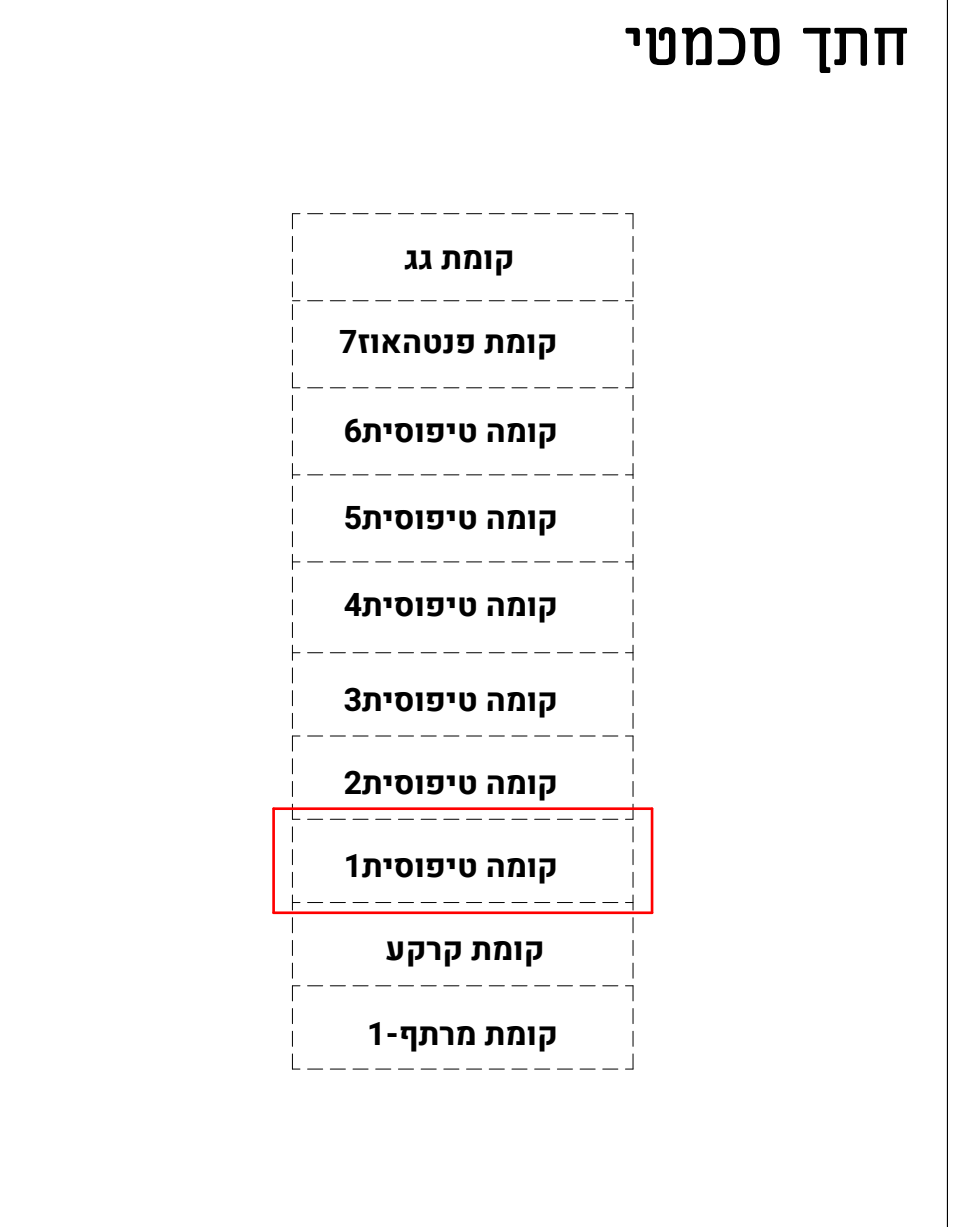 חתך סכמטי
קומת גג
קומת פנטהאוז7
קומה טיפוסית6
קומה טיפוסית5
קומה טיפוסית4
קומה טיפוסית3
קומה טיפוסית2
קומה טיפוסית1
קומת קרקע
קומת מרתף-1